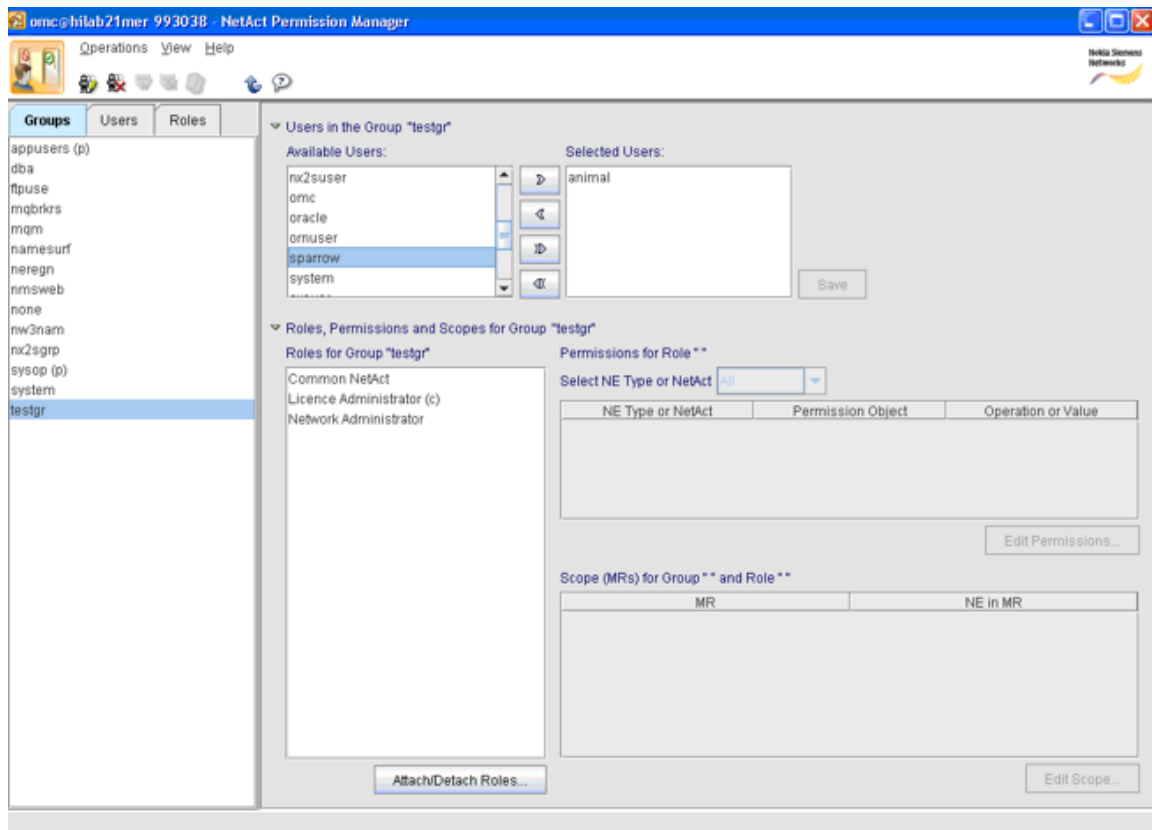 omc@hilab21mer 993038 - NetAct Permission Manager
Operations View Help
Nokia Siemens
Networks
Groups Users Roles
appusers (p)
dba
ftpuse
mqbrkrs
mqm
namesurf
neregn
nmsweb
none
nw3nam
nx2sgrp
sysop (p)
system
testgr
Users in the Group "testgr"
Available Users: Selected Users:
nx2suser
omc
oracle
ornuser
sparrow
system
animal
Save
Roles, Permissions and Scopes for Group "testgr"
Roles for Group "testgr"
Common NetAct
Licence Administrator (c)
Network Administrator
Attach/Detach Roles...
Permissions for Role " "
Select NE Type or NetAct All
NE Type or NetAct Permission Object Operation or Value
Edit Permissions...
Scope (MRs) for Group " " and Role " "
MR NE in MR
Edit Scope...